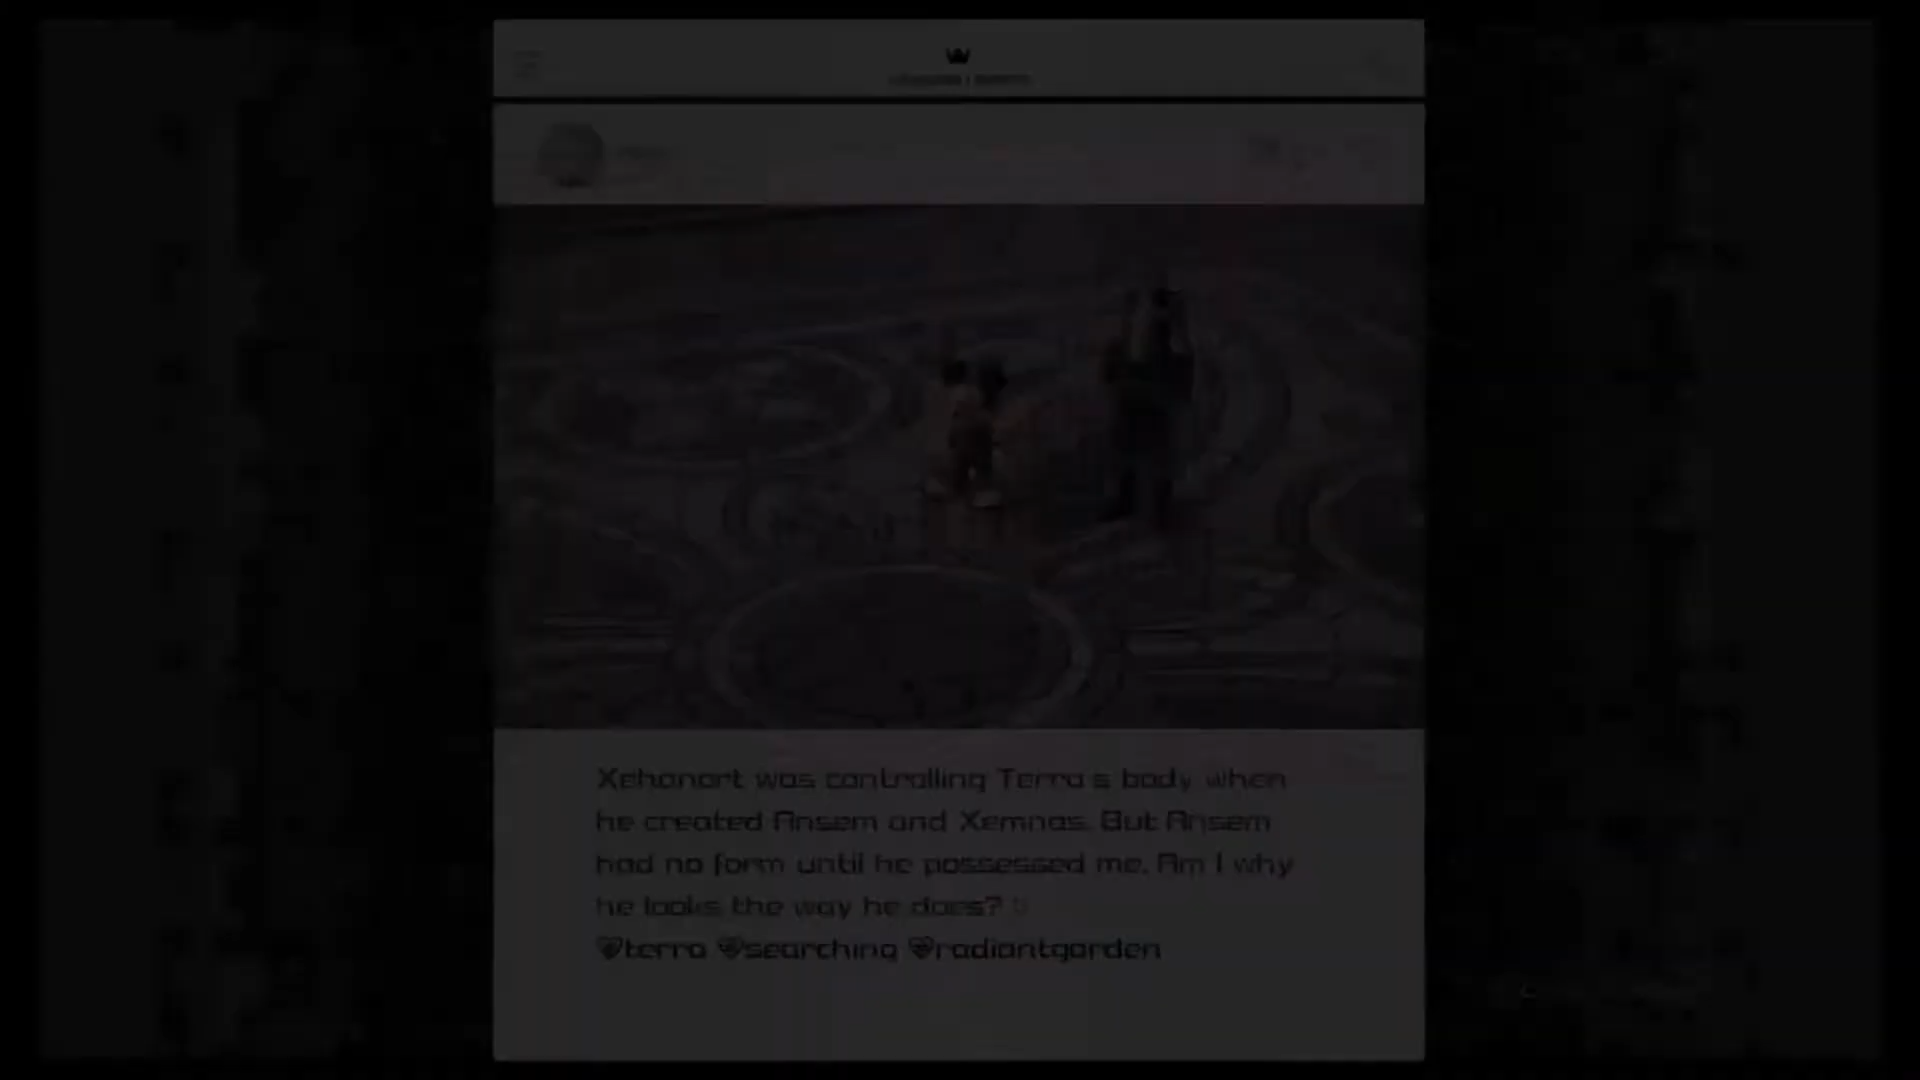 Xehanort was controlling Terra's body when
he created Ansem and Xemnas. But Ansem
had no form until he possessed me. Am I why
he looks the way he does?
terra searching radiantgarden